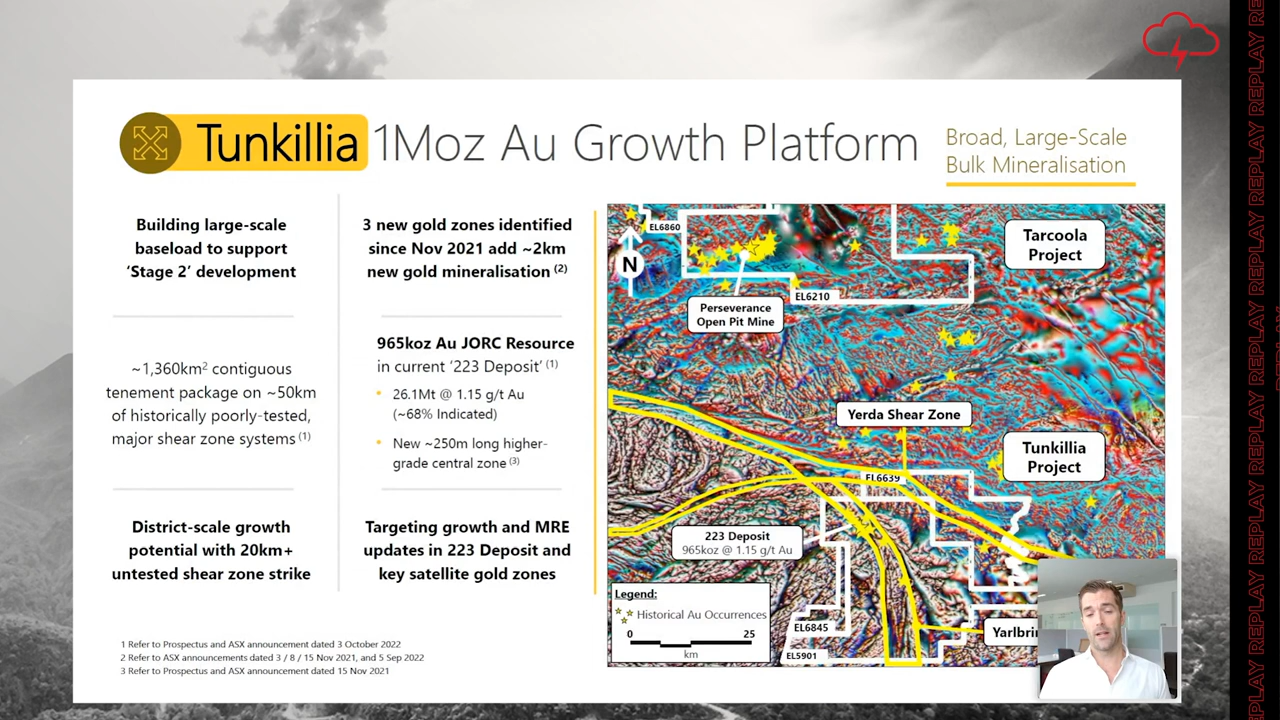 Tunkillia 1Moz Au Growth Platform
Broad, Large-Scale
Bulk Mineralisation
Building large-scale
baseload to support
‘Stage 2’ development
~1,360km² contiguous
tenement package on ~50km
of historically poorly-tested,
major shear zone systems (1)
District-scale growth
potential with 20km+
untested shear zone strike
3 new gold zones identified
since Nov 2021 add ~2km
new gold mineralisation (2)
965koz Au JORC Resource
in current ‘223 Deposit’ (1)
• 26.1Mt @ 1.15 g/t Au
(~68% Indicated)
• New ~250m long higher-
grade central zone (3)
Targeting growth and MRE
updates in 223 Deposit and
key satellite gold zones
EL6860
N
Tarcoola
Project
EL6210
Perseverance
Open Pit Mine
Yerda Shear Zone
Tunkillia
Project
EL6639
223 Deposit
965koz @ 1.15 g/t Au
Legend:
Historical Au Occurrences
0 25
km
EL6845
EL5901
Yarlbrin
1 Refer to Prospectus and ASX announcement dated 3 October 2022
2 Refer to ASX announcements dated 3 / 8 / 15 Nov 2021, and 5 Sep 2022
3 Refer to Prospectus and ASX announcement dated 15 Nov 2021
REPLAY REPLAY REPLAY REPLAY REPLAY REPLAY REPLAY